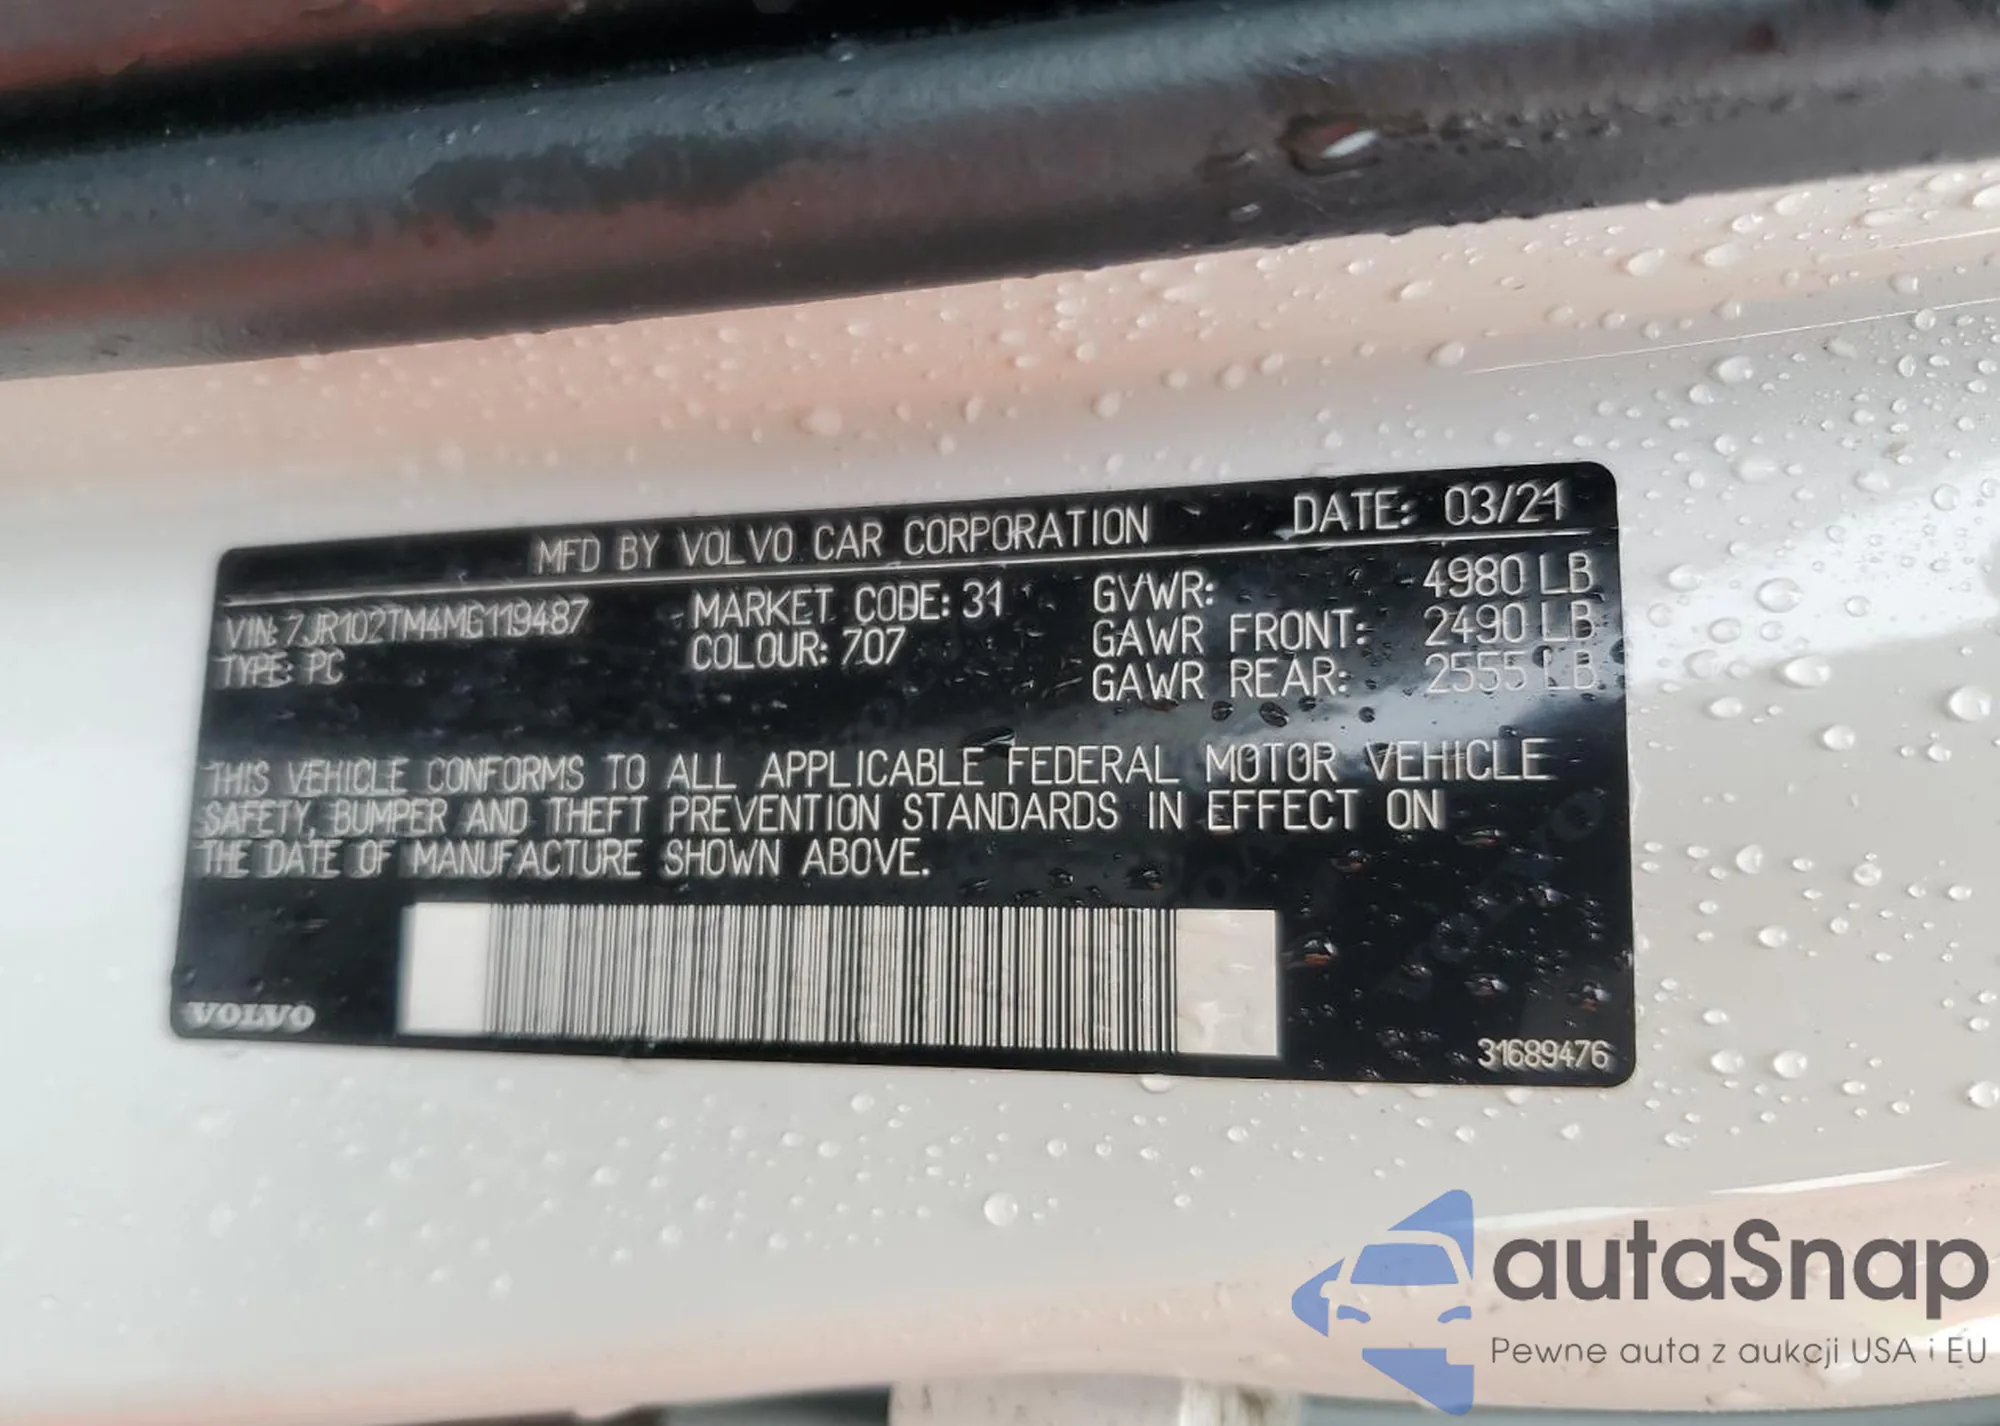 MFD BY VOLVO CAR CORPORATION DATE: 03/21
VIN: 7JR102TM4MG119487 MARKET CODE: 31 GVWR: 4980 LB
TYPE: PC COLOUR: 707 GAWR FRONT: 2490 LB
GAWR REAR: 2555 LB
THIS VEHICLE CONFORMS TO ALL APPLICABLE FEDERAL MOTOR VEHICLE
SAFETY, BUMPER AND THEFT PREVENTION STANDARDS IN EFFECT ON
THE DATE OF MANUFACTURE SHOWN ABOVE.
VOLVO
31689476
autaSnap
Pewne auta z aukcji USA i EU